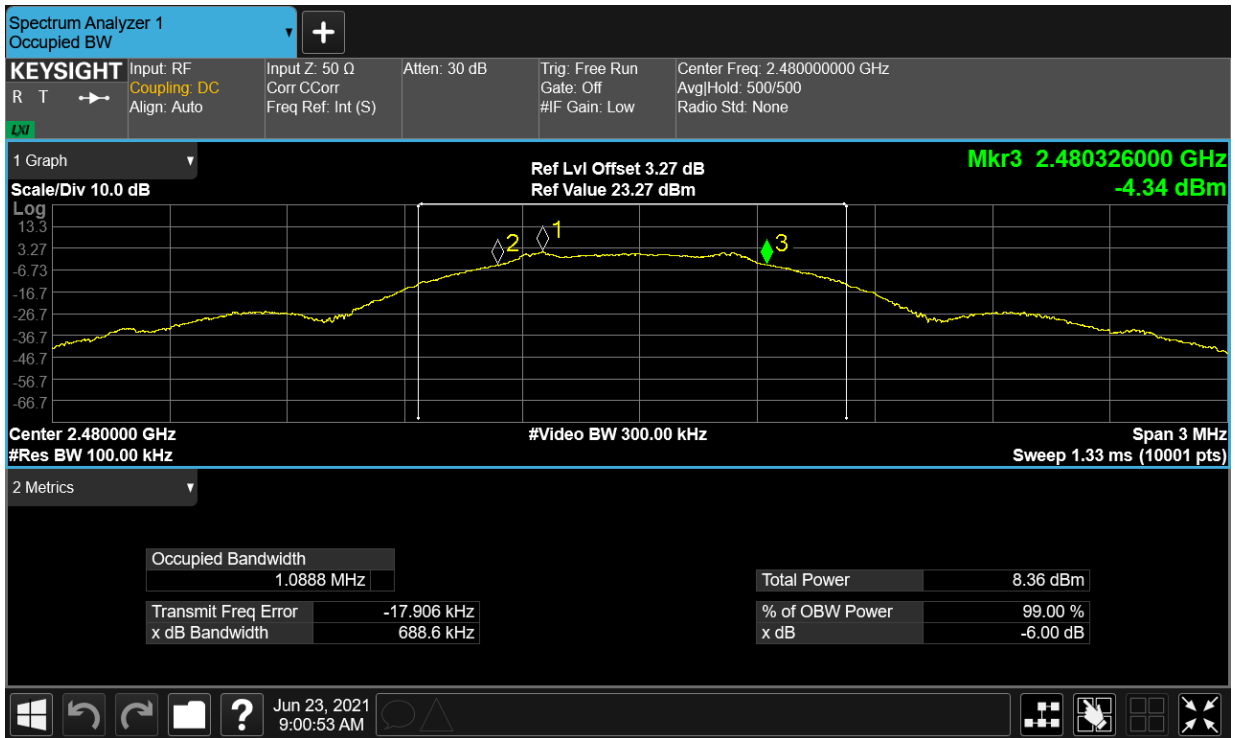 Spectrum Analyzer 1
Occupied BW
KEYSIGHT
R T
LXI
Input: RF
Coupling: DC
Align: Auto
Input Z: 50 Ω
Corr CCorr
Freq Ref: Int (S)
Atten: 30 dB
Trig: Free Run
Gate: Off
#IF Gain: Low
Center Freq: 2.480000000 GHz
Avg|Hold: 500/500
Radio Std: None
1 Graph
Scale/Div 10.0 dB
Ref Lvl Offset 3.27 dB
Ref Value 23.27 dBm
Mkr3 2.480326000 GHz
-4.34 dBm
Log
13.3
3.27
-6.73
-16.7
-26.7
-36.7
-46.7
-56.7
-66.7
2
1
3
Center 2.480000 GHz
#Video BW 300.00 kHz
Span 3 MHz
#Res BW 100.00 kHz
Sweep 1.33 ms (10001 pts)
2 Metrics
Occupied Bandwidth
1.0888 MHz
Transmit Freq Error -17.906 kHz
x dB Bandwidth 688.6 kHz
Total Power 8.36 dBm
% of OBW Power 99.00 %
x dB -6.00 dB
?
Jun 23, 2021
9:00:53 AM